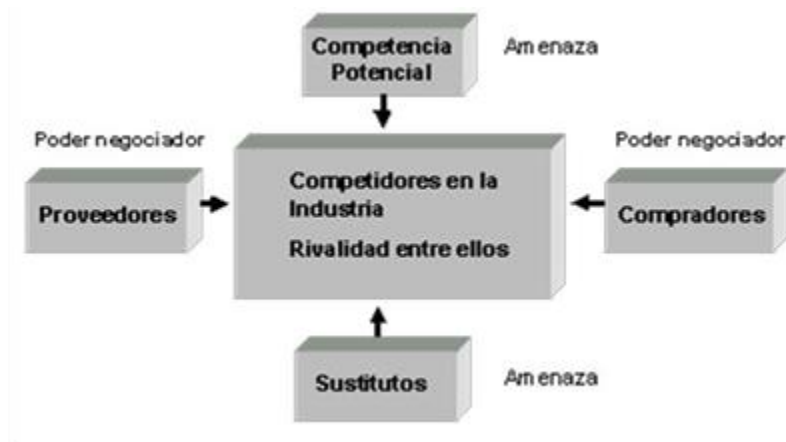 Competencia
Potencial
Amenaza
Poder negociador
Poder negociador
Proveedores
Competidores en la
Industria
Rivalidad entre ellos
Compradores
Sustitutos
Amenaza